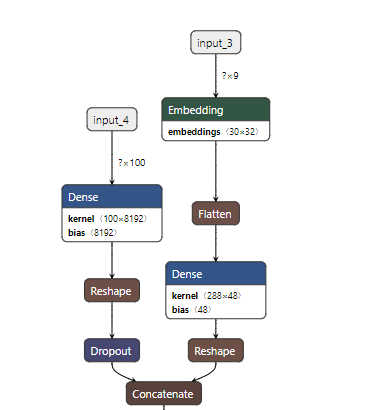 input_3
?×9
Embedding
embeddings ⟨30×32⟩
input_4
?×100
Dense
kernel ⟨100×8192⟩
bias ⟨8192⟩
Flatten
Dense
kernel ⟨288×48⟩
bias ⟨48⟩
Reshape
Dropout
Reshape
Concatenate